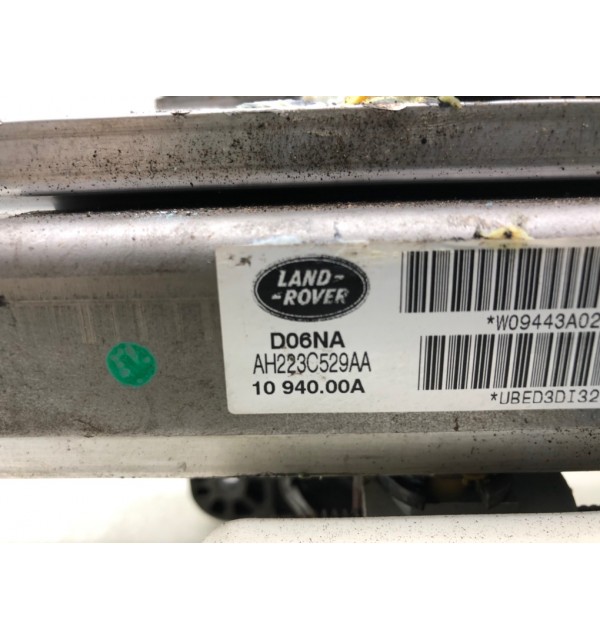 LAND-
-ROVER
D06NA
AH223C529AA
10 940.00A
*W09443A02
*UBED3DI32